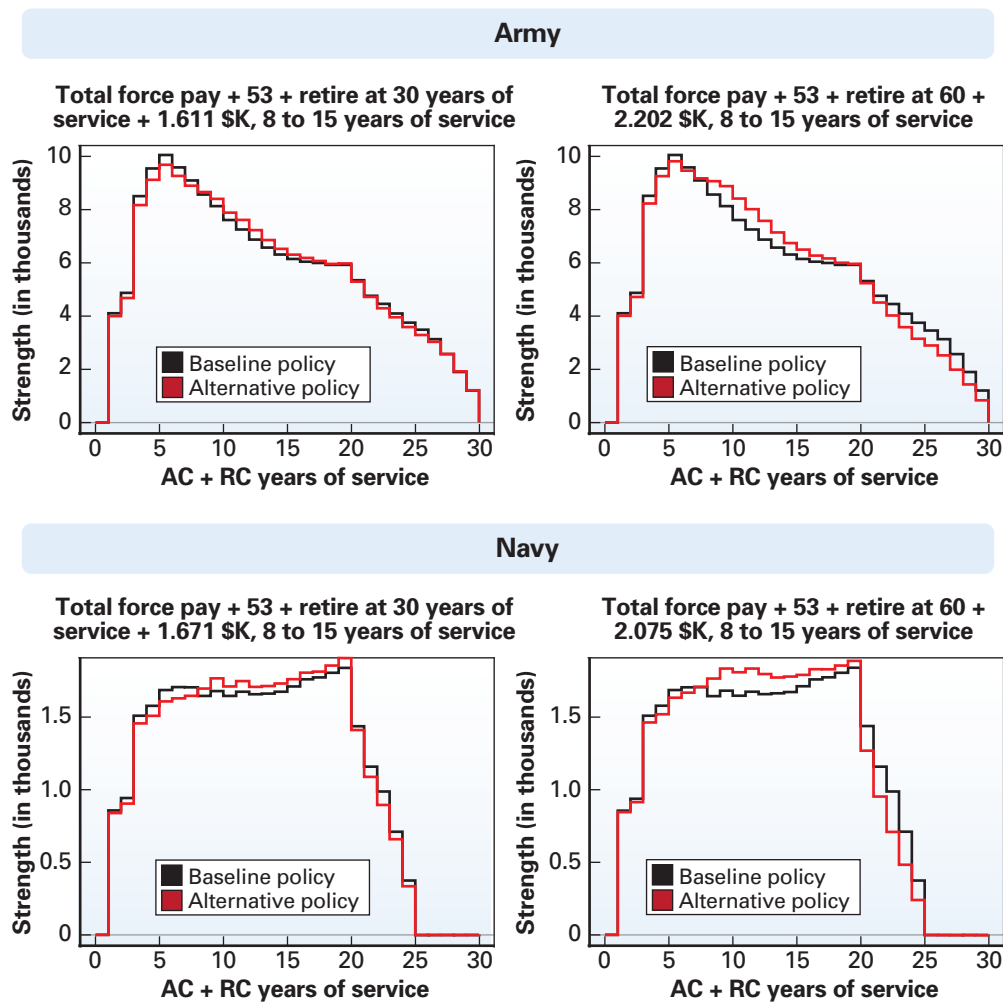 Army
Total force pay + 53 + retire at 30 years of
service + 1.611 $K, 8 to 15 years of service
Strength (in thousands)
10
8
6
4
2
0
Baseline policy
Alternative policy
0 5 10 15 20 25 30
AC + RC years of service
Total force pay + 53 + retire at 60 +
2.202 $K, 8 to 15 years of service
Strength (in thousands)
10
8
6
4
2
0
Baseline policy
Alternative policy
0 5 10 15 20 25 30
AC + RC years of service
Navy
Total force pay + 53 + retire at 30 years of
service + 1.671 $K, 8 to 15 years of service
Strength (in thousands)
1.5
1.0
0.5
0
Baseline policy
Alternative policy
0 5 10 15 20 25 30
AC + RC years of service
Total force pay + 53 + retire at 60 +
2.075 $K, 8 to 15 years of service
Strength (in thousands)
1.5
1.0
0.5
0
Baseline policy
Alternative policy
0 5 10 15 20 25 30
AC + RC years of service